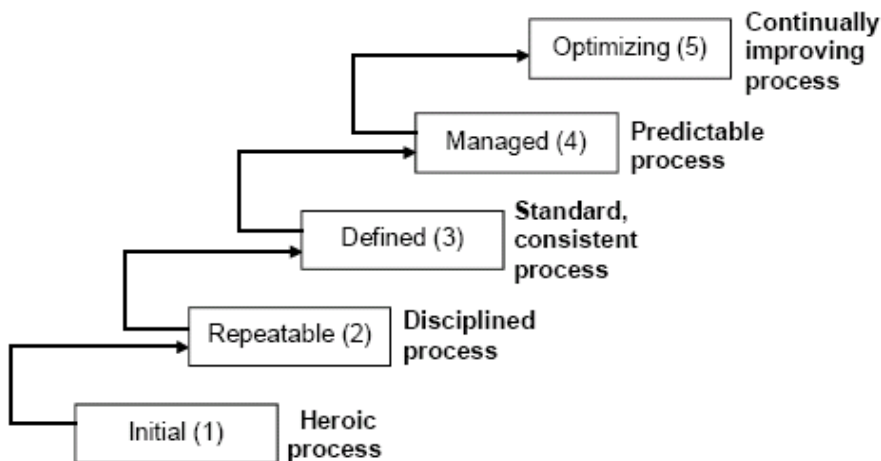 Optimizing (5)
Continually
improving
process
Managed (4)
Predictable
process
Defined (3)
Standard,
consistent
process
Repeatable (2)
Disciplined
process
Initial (1)
Heroic
process